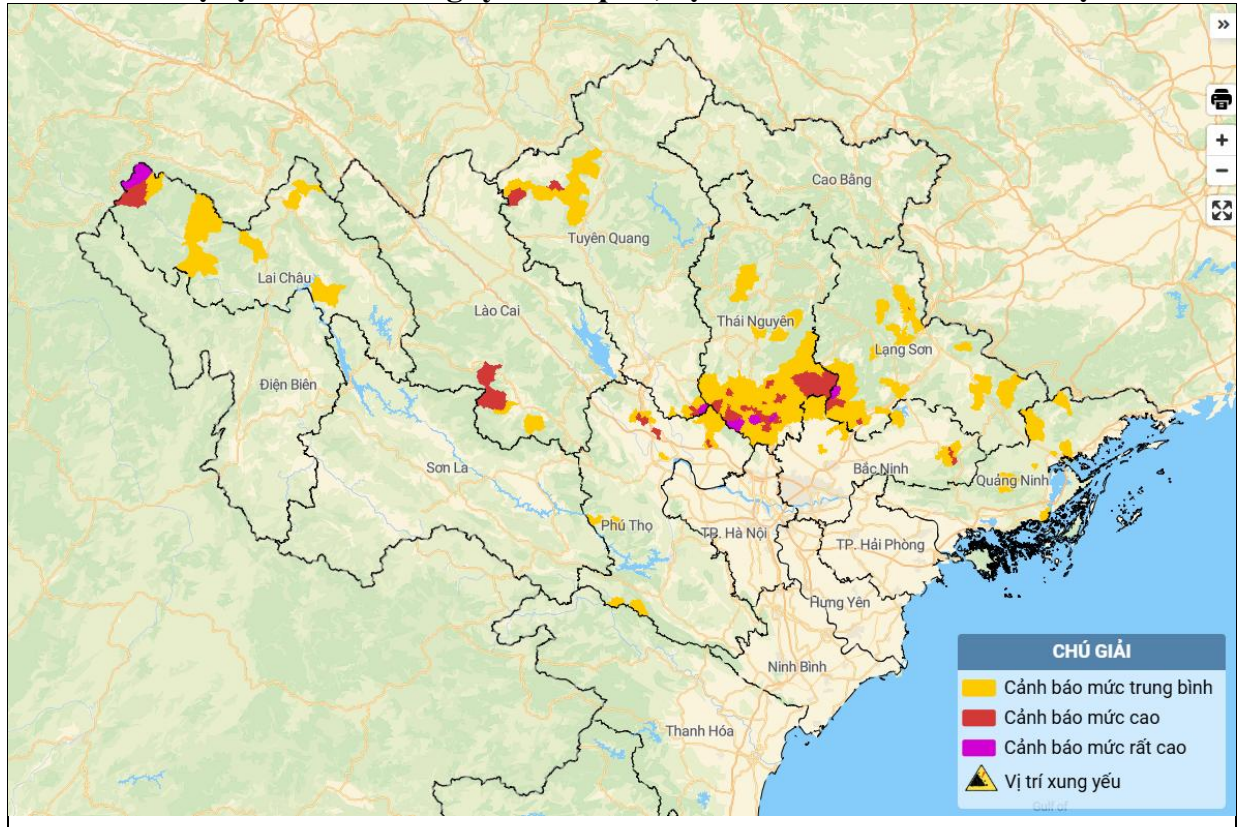 »
+
−
Cao Bằng
Tuyên Quang
Lai Châu
Lào Cai
Thái Nguyên
Lạng Sơn
Điện Biên
Sơn La
Bắc Ninh
Quảng Ninh
Phú Thọ
TP. Hà Nội
TP. Hải Phòng
Hưng Yên
Ninh Bình
Thanh Hóa
CHÚ GIẢI
Cảnh báo mức trung bình
Cảnh báo mức cao
Cảnh báo mức rất cao
Vị trí xung yếu
Gulf of